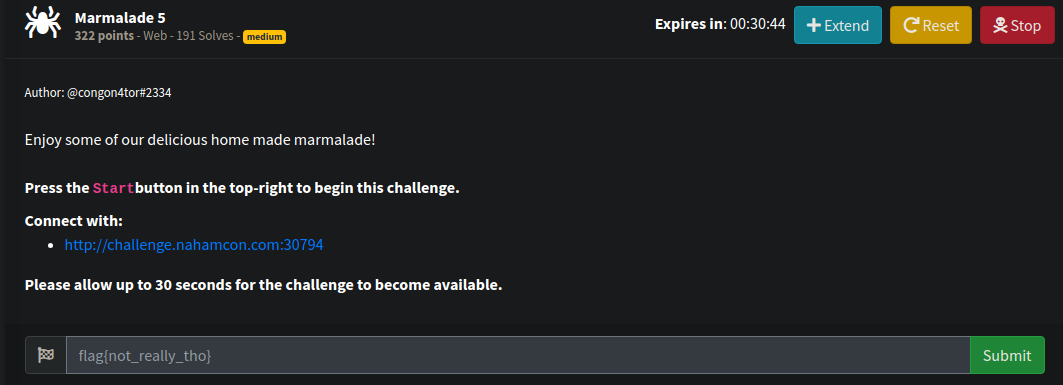 Marmalade 5
322 points - Web - 191 Solves - medium
Expires in: 00:30:44
Extend
Reset
Stop
Author: @congon4tor#2334
Enjoy some of our delicious home made marmalade!
Press the Start button in the top-right to begin this challenge.
Connect with:
• http://challenge.nahamcon.com:30794
Please allow up to 30 seconds for the challenge to become available.
flag{not_really_tho}
Submit